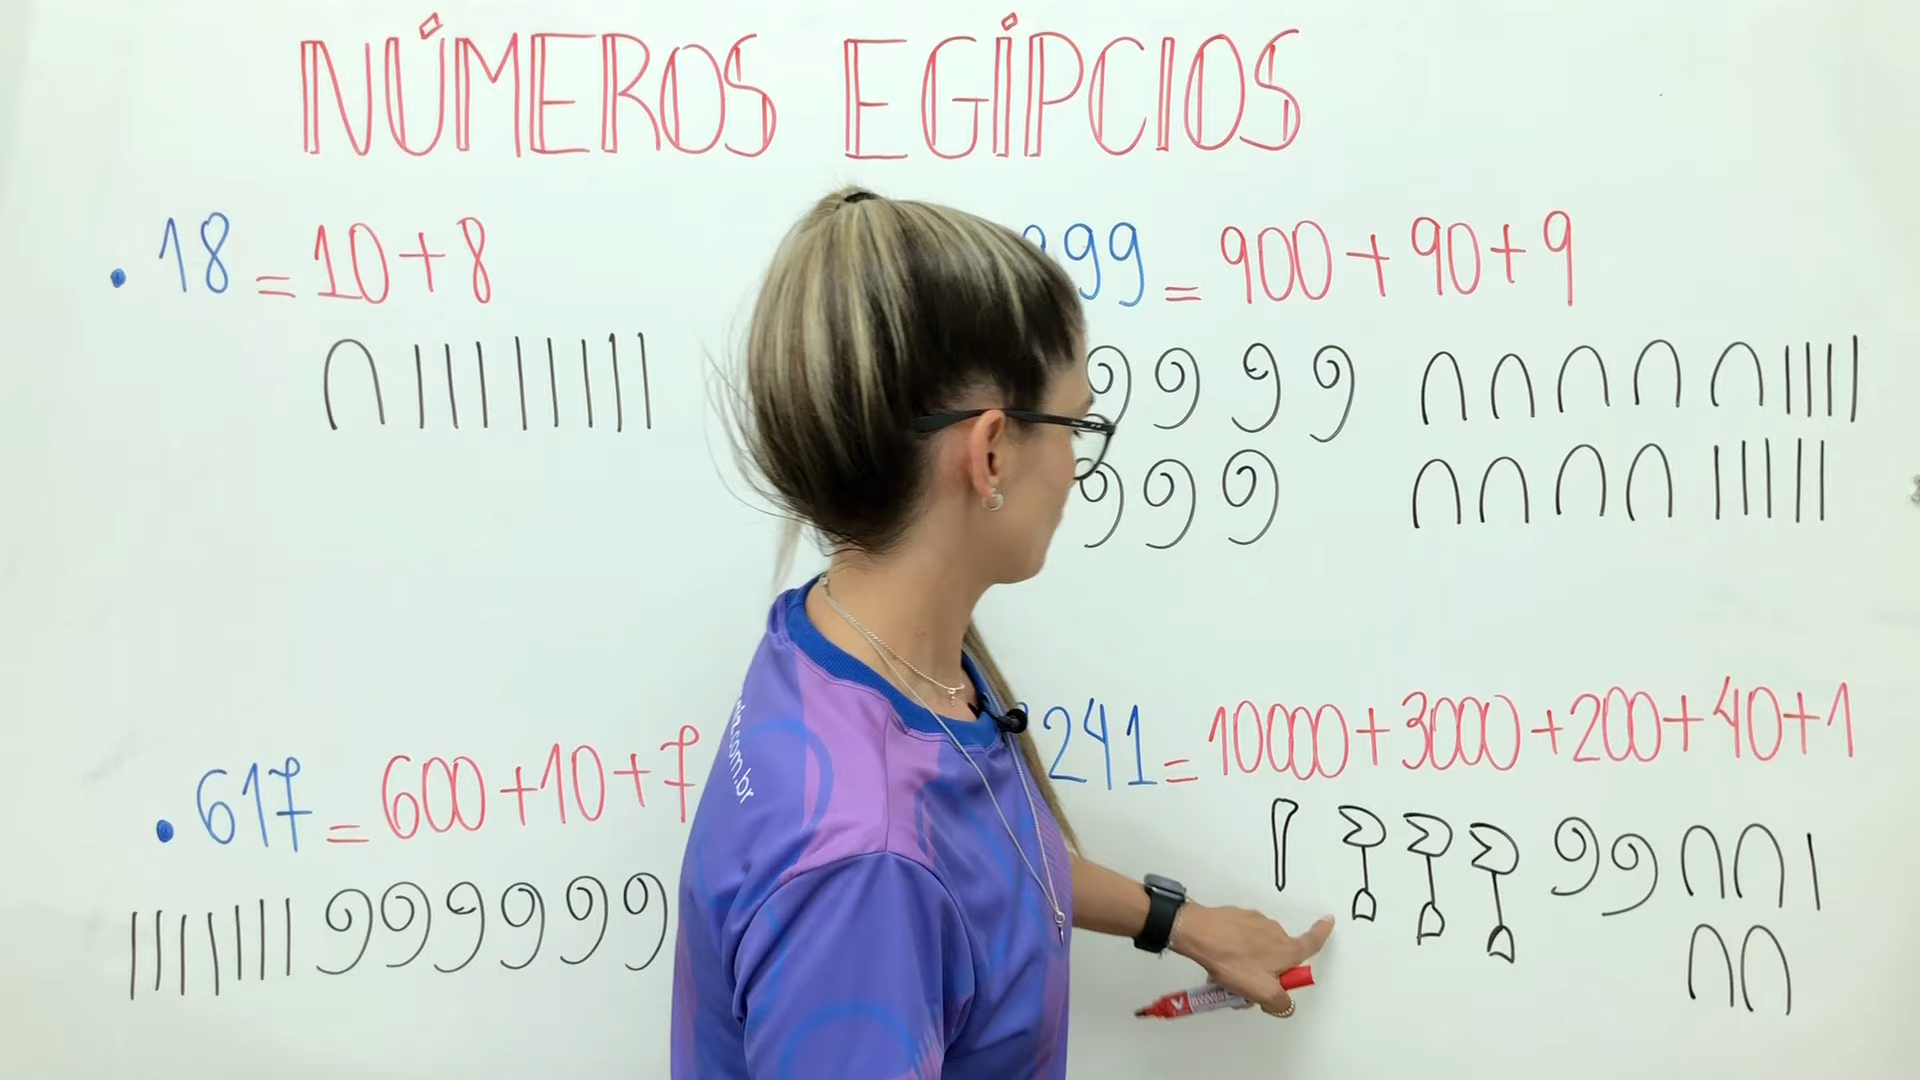 NÚMEROS EGÍPCIOS
• 18 = 10 + 8
99 = 900 + 90 + 9
• 617 = 600 + 10 + 7
241 = 10000 + 3000 + 200 + 40 + 1